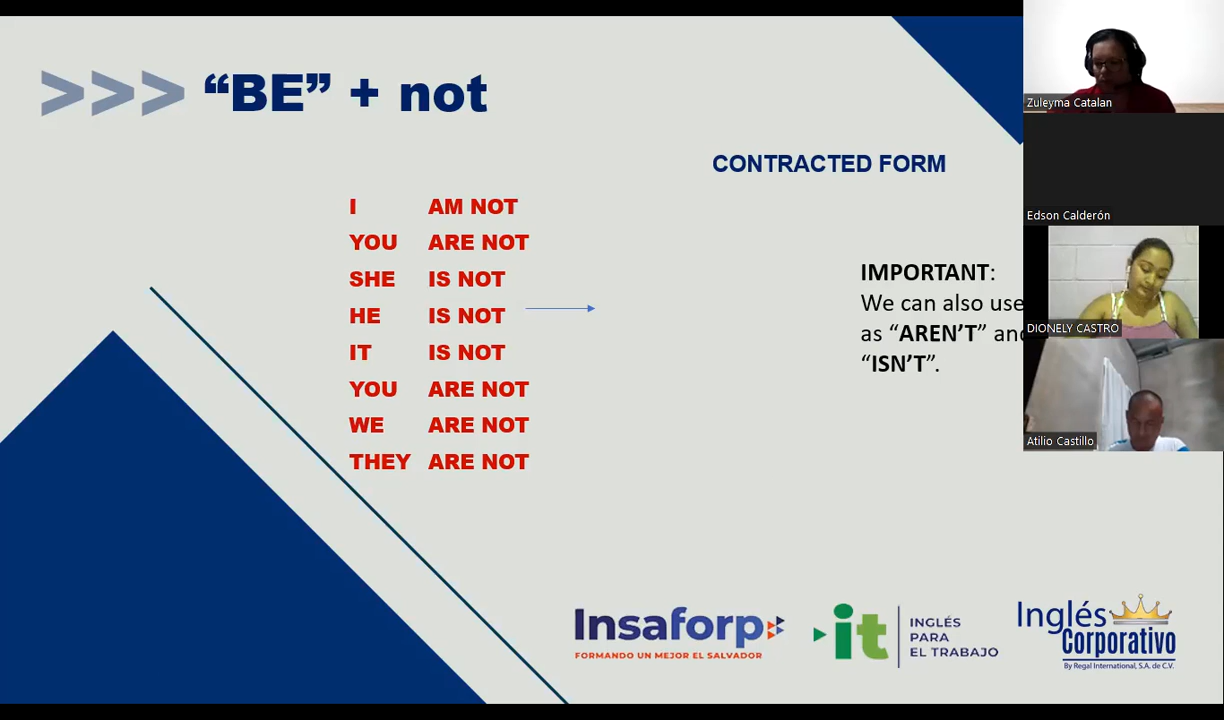 >>> “BE” + not
CONTRACTED FORM
I AM NOT
YOU ARE NOT
SHE IS NOT
HE IS NOT
IT IS NOT
YOU ARE NOT
WE ARE NOT
THEY ARE NOT
IMPORTANT:
We can also use
as “AREN’T” and
“ISN’T”.
Zuleyma Catalan
Edson Calderón
DIONELY CASTRO
Atilio Castillo
Insaforp
FORMANDO UN MEJOR EL SALVADOR
it
INGLÉS
PARA
EL TRABAJO
Inglés
Corporativo
By Regal International, S.A. de C.V.